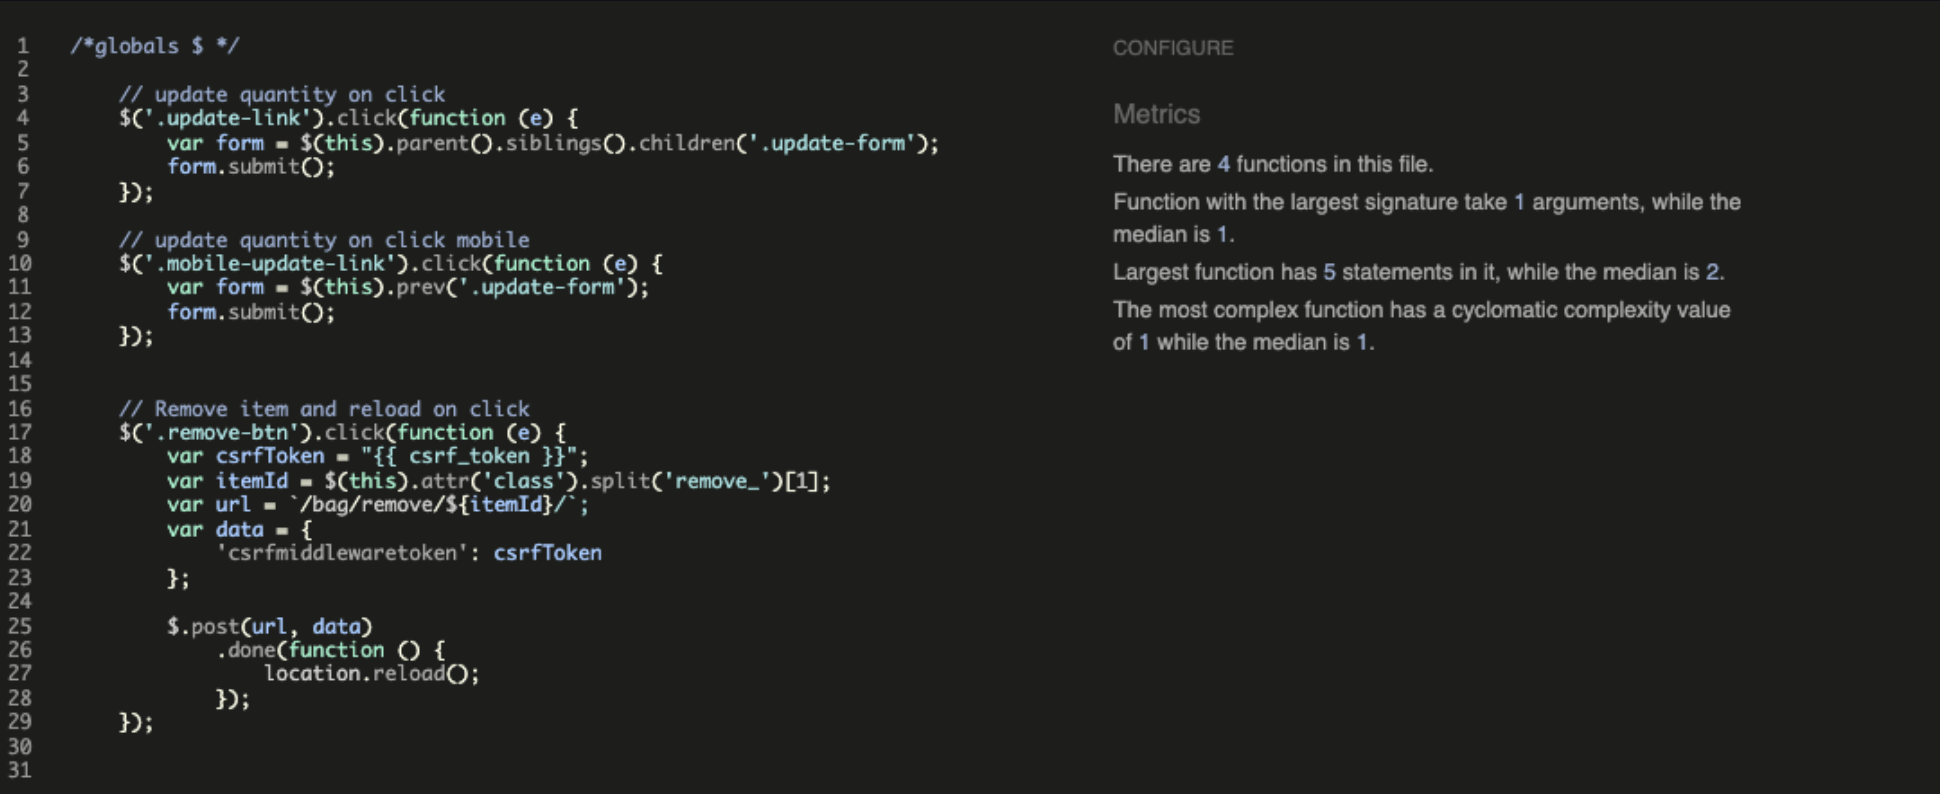 1 /*globals $ */
2
3 // update quantity on click
4 $('.update-link').click(function (e) {
5 var form = $(this).parent().siblings().children('.update-form');
6 form.submit();
7 });
8
9 // update quantity on click mobile
10 $('.mobile-update-link').click(function (e) {
11 var form = $(this).prev('.update-form');
12 form.submit();
13 });
14
15
16 // Remove item and reload on click
17 $('.remove-btn').click(function (e) {
18 var csrfToken = "{{ csrf_token }}";
19 var itemId = $(this).attr('class').split('remove_')[1];
20 var url = `/bag/remove/${itemId}/`;
21 var data = {
22 'csrfmiddlewaretoken': csrfToken
23 };
24
25 $.post(url, data)
26 .done(function () {
27 location.reload();
28 });
29 });
30
31
CONFIGURE
Metrics
There are 4 functions in this file.
Function with the largest signature take 1 arguments, while the
median is 1.
Largest function has 5 statements in it, while the median is 2.
The most complex function has a cyclomatic complexity value
of 1 while the median is 1.